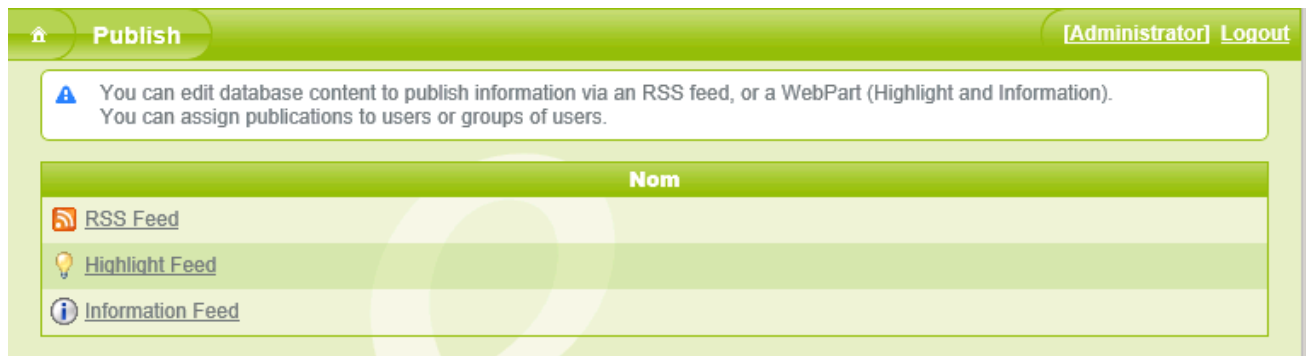 Publish
[Administrator] Logout
You can edit database content to publish information via an RSS feed, or a WebPart (Highlight and Information).
You can assign publications to users or groups of users.
Nom
RSS Feed
Highlight Feed
Information Feed